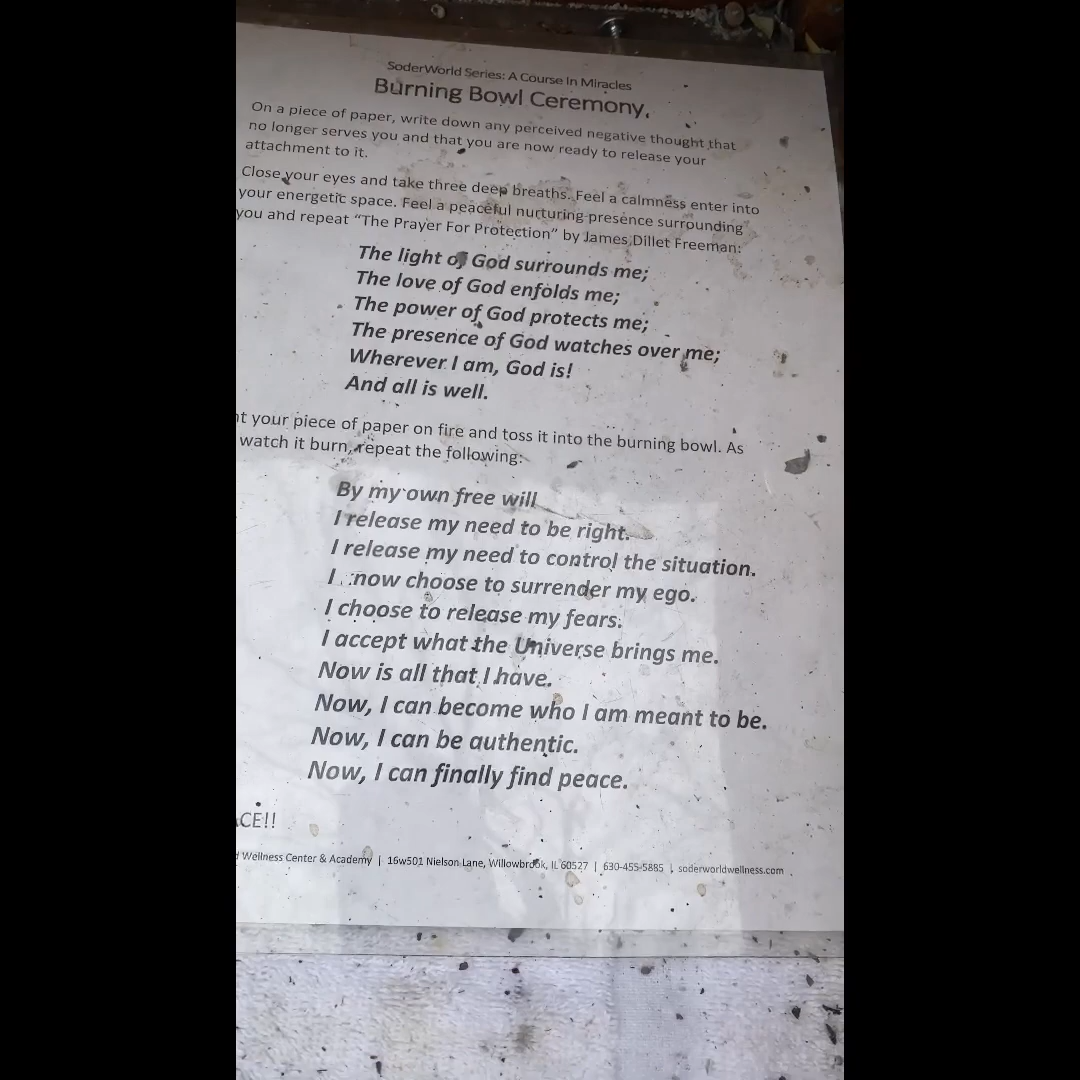 SoderWorld Series: A Course In Miracles
Burning Bowl Ceremony
On a piece of paper, write down any perceived negative thought that
no longer serves you and that you are now ready to release your
attachment to it.
Close your eyes and take three deep breaths. Feel a calmness enter into
your energetic space. Feel a peaceful nurturing presence surrounding
you and repeat “The Prayer For Protection” by James Dillet Freeman:
The light of God surrounds me;
The love of God enfolds me;
The power of God protects me;
The presence of God watches over me;
Wherever I am, God is!
And all is well.
your piece of paper on fire and toss it into the burning bowl. As
watch it burn, repeat the following:
By my own free will
I release my need to be right.
I release my need to control the situation.
I now choose to surrender my ego.
I choose to release my fears.
I accept what the Universe brings me.
Now is all that I have.
Now, I can become who I am meant to be.
Now, I can be authentic.
Now, I can finally find peace.
CE!!
Wellness Center & Academy | 16w501 Nielson Lane, Willowbrook, IL 60527 | 630-455-5885 | soderworldwellness.com